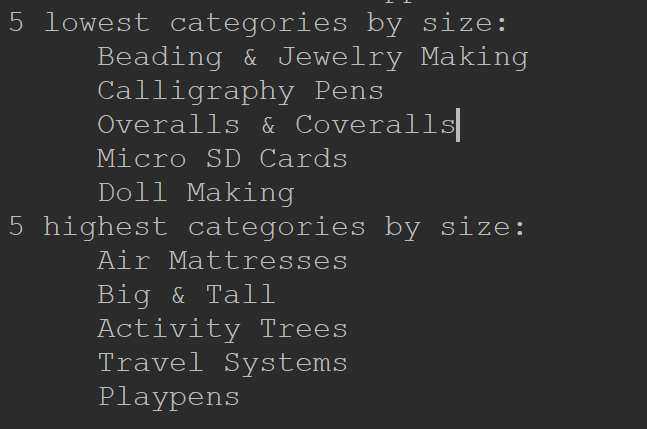 5 lowest categories by size:
Beading & Jewelry Making
Calligraphy Pens
Overalls & Coveralls
Micro SD Cards
Doll Making
5 highest categories by size:
Air Mattresses
Big & Tall
Activity Trees
Travel Systems
Playpens